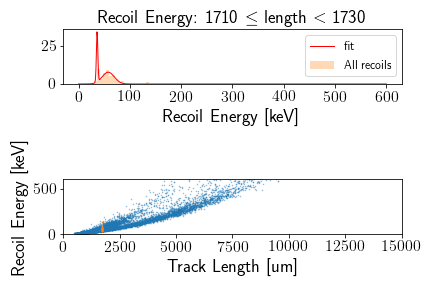 Recoil Energy: 1710 ≤ length < 1730
25
0
fit
All recoils
0 100 200 300 400 500 600
Recoil Energy [keV]
Recoil Energy [keV]
500
0
0 2500 5000 7500 10000 12500 15000
Track Length [um]